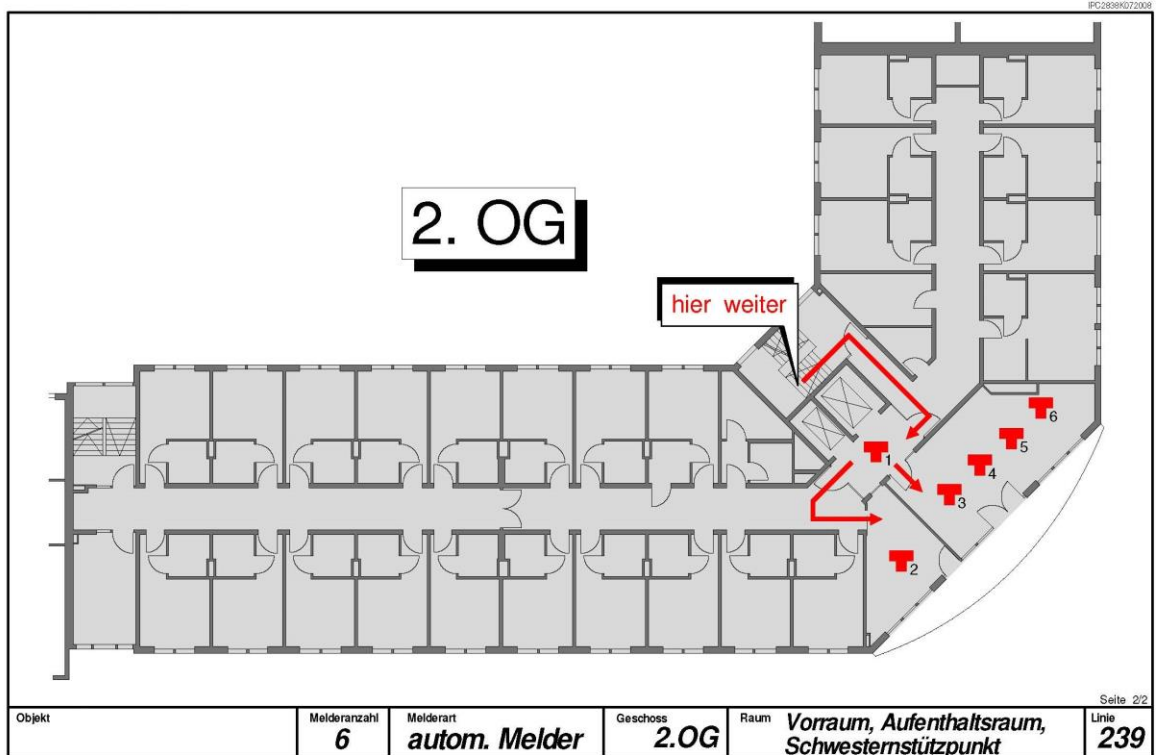 IPC2838K072008
2. OG
hier weiter
1
2
3
4
5
6
Seite 2/2
Objekt
Melderanzahl
6
Melderart
autom. Melder
Geschoss
2.OG
Raum
Vorraum, Aufenthaltsraum,
Schwesternstützpunkt
Linie
239